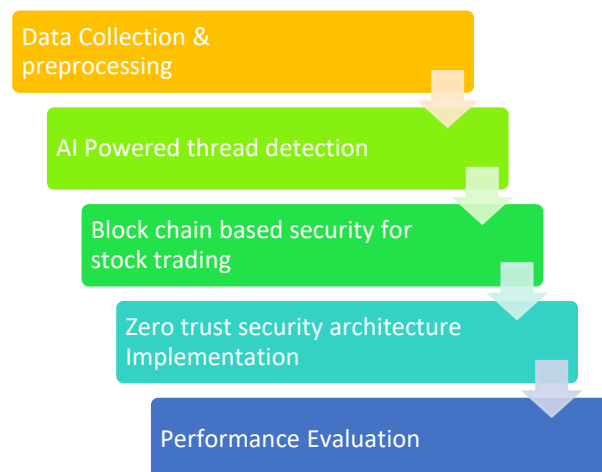 Data Collection &
preprocessing
AI Powered thread detection
Block chain based security for
stock trading
Zero trust security architecture
Implementation
Performance Evaluation